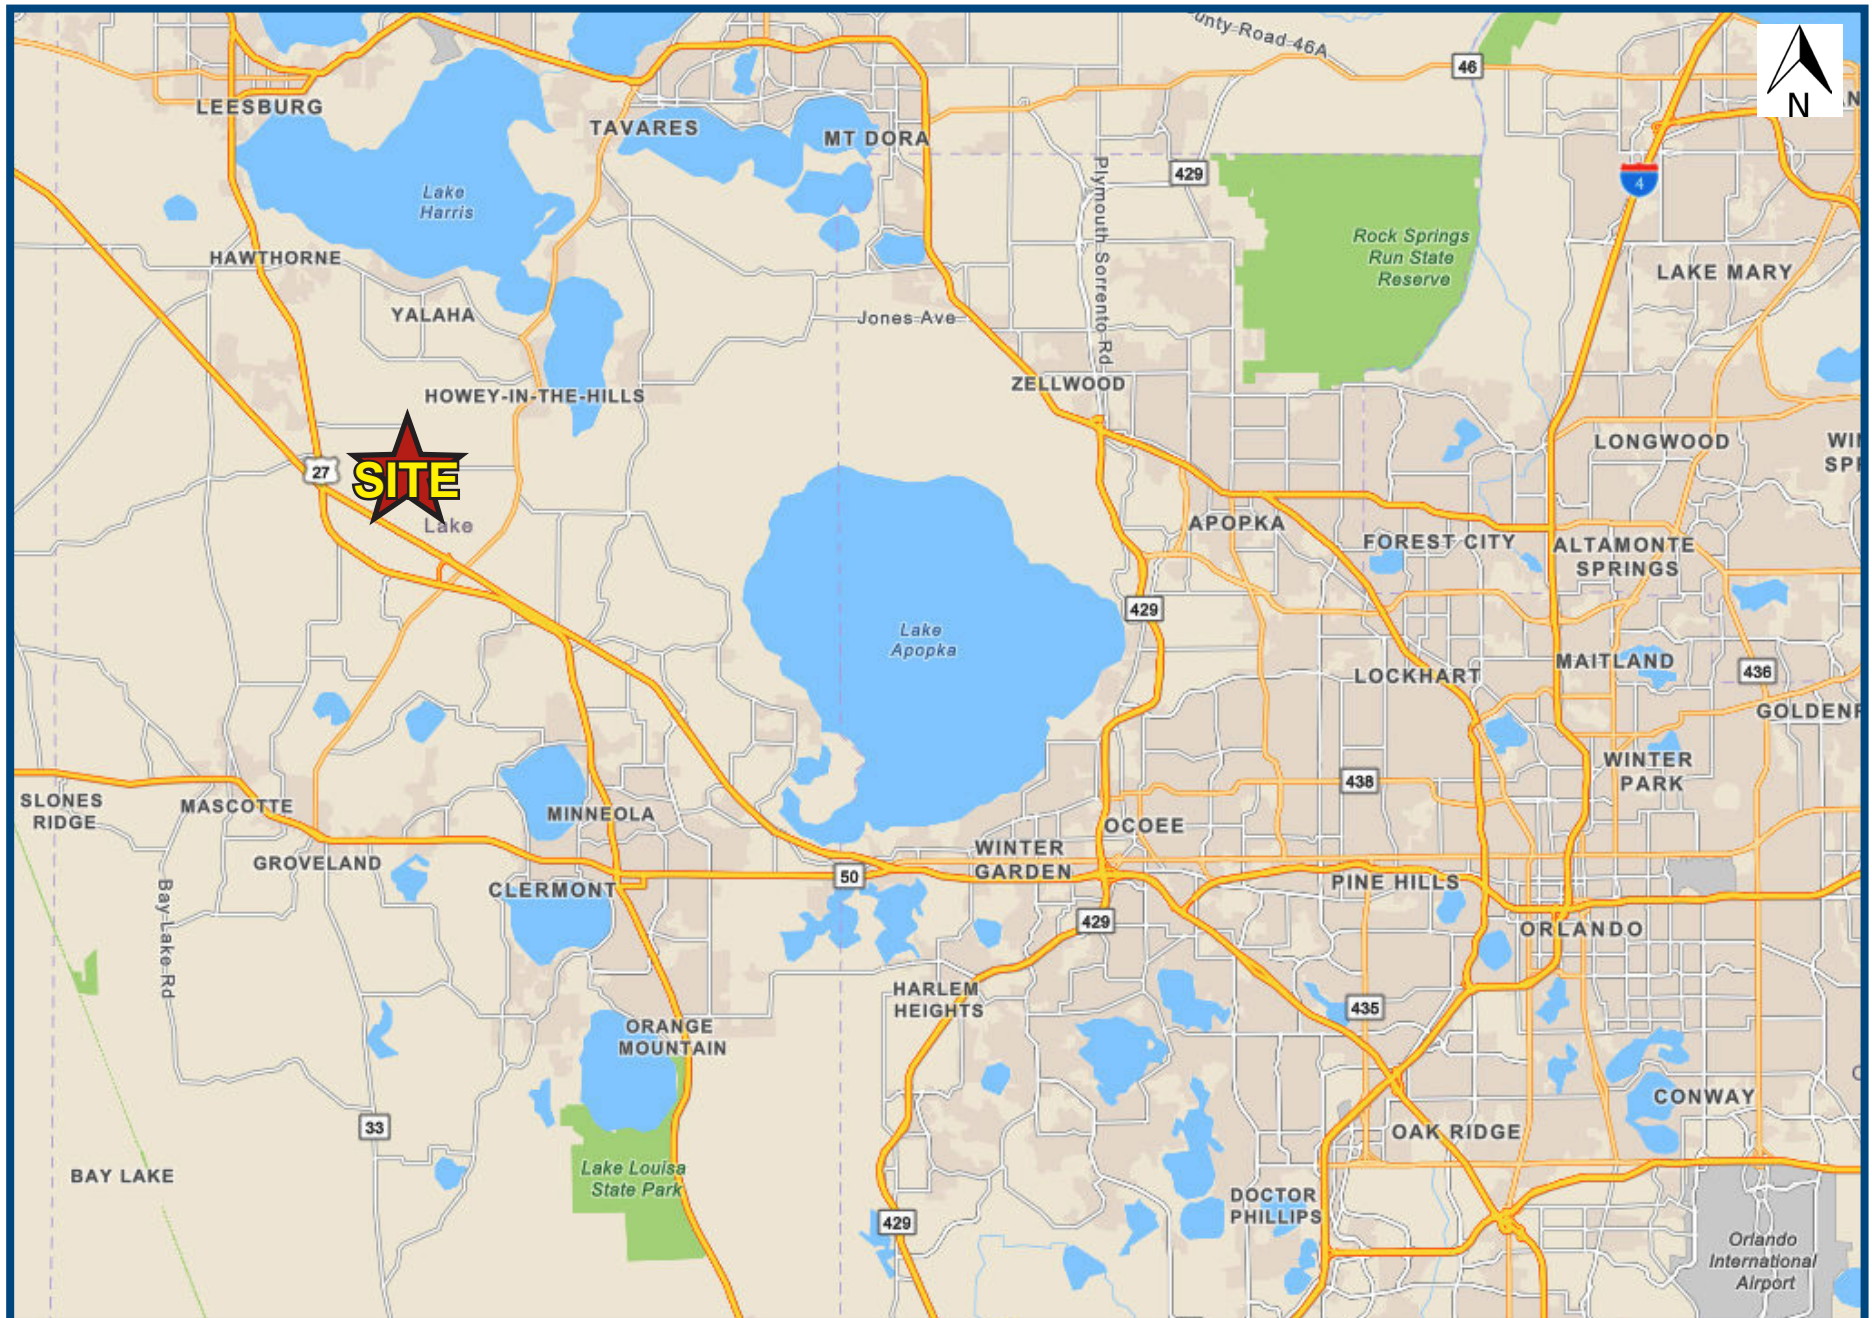 County Road 46A
46
N
LEESBURG
TAVARES
MT DORA
429
4
Plymouth Sorrento Rd
Lake
Harris
Rock Springs
Run State
Reserve
HAWTHORNE
LAKE MARY
YALAHA
Jones Ave
ZELLWOOD
HOWEY-IN-THE-HILLS
LONGWOOD
27
SITE
Lake
APOPKA
FOREST CITY
ALTAMONTE
SPRINGS
429
Lake
Apopka
MAITLAND
LOCKHART
436
WINTER
PARK
438
SLONES
RIDGE
MASCOTTE
MINNEOLA
OCOEE
WINTER
GARDEN
GROVELAND
50
CLERMONT
PINE HILLS
Bay Lake Rd
429
ORLANDO
HARLEM
HEIGHTS
435
ORANGE
MOUNTAIN
CONWAY
33
OAK RIDGE
BAY LAKE
Lake Louisa
State Park
DOCTOR
PHILLIPS
429
Orlando
International
Airport